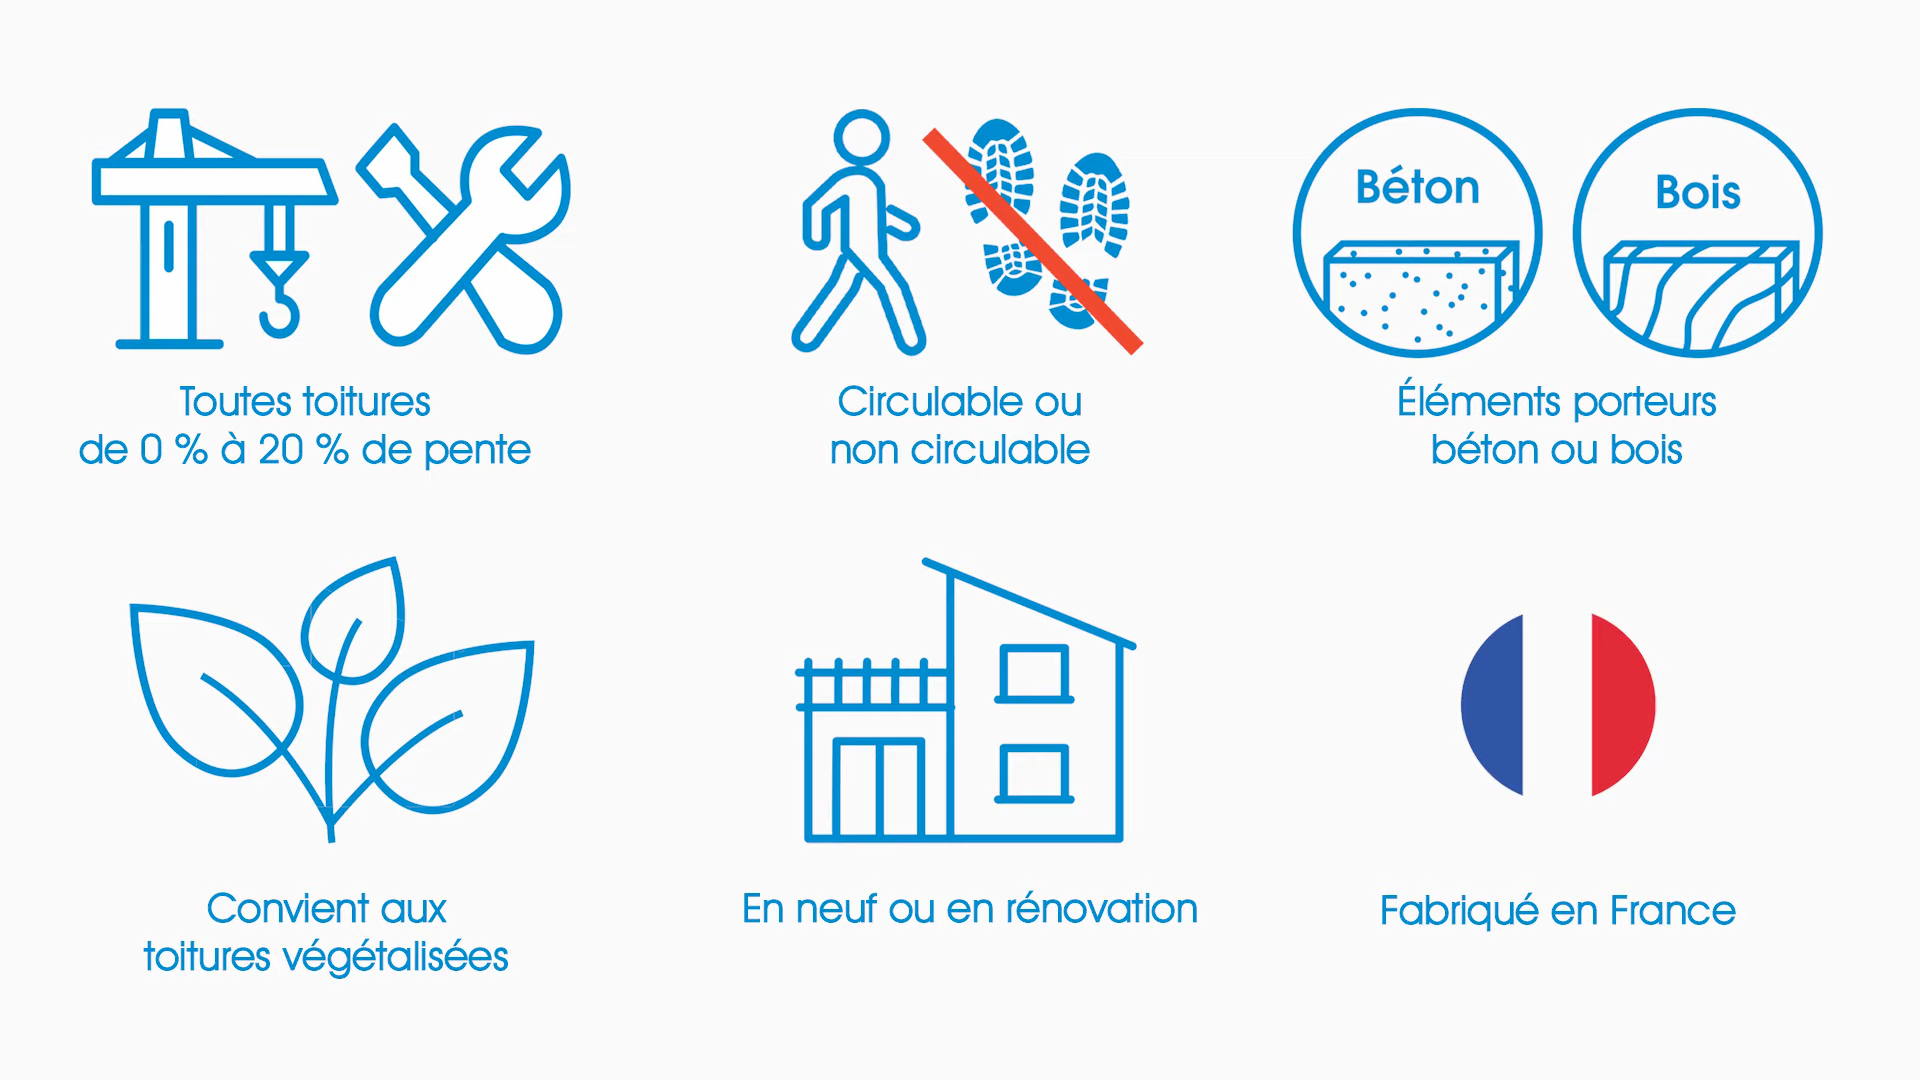 Béton
Bois
Toutes toitures
de 0 % à 20 % de pente
Circulable ou
non circulable
Éléments porteurs
béton ou bois
Convient aux
toitures végétalisées
En neuf ou en rénovation
Fabriqué en France